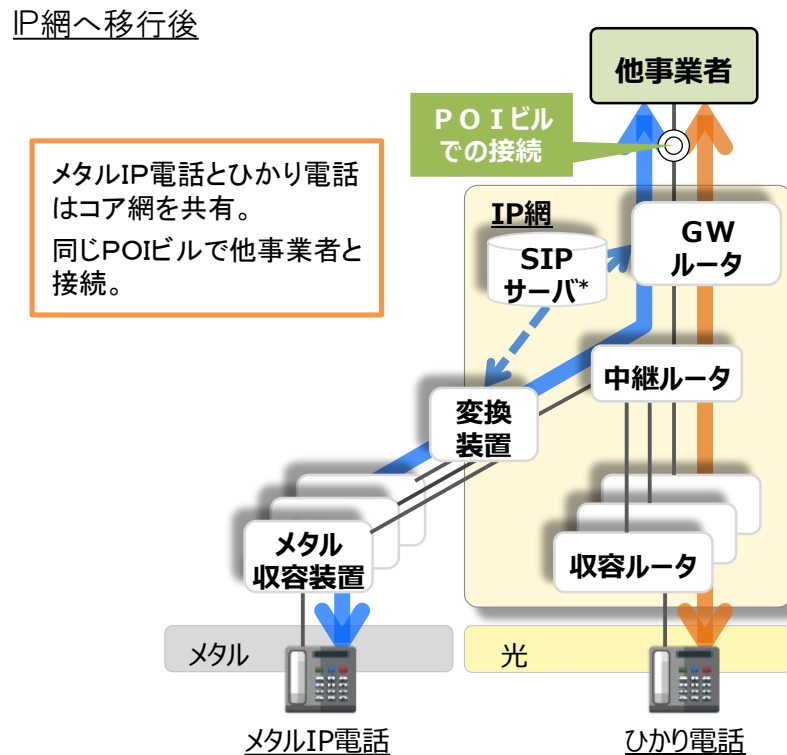 IP網へ移行後
他事業者
ＰＯＩビル
での接続
メタルIP電話とひかり電話
はコア網を共有。
同じPOIビルで他事業者と
接続。
IP網
SIP
サーバ*
GW
ルータ
中継ルータ
変換
装置
メタル
収容装置
収容ルータ
メタル
光
メタルIP電話
ひかり電話